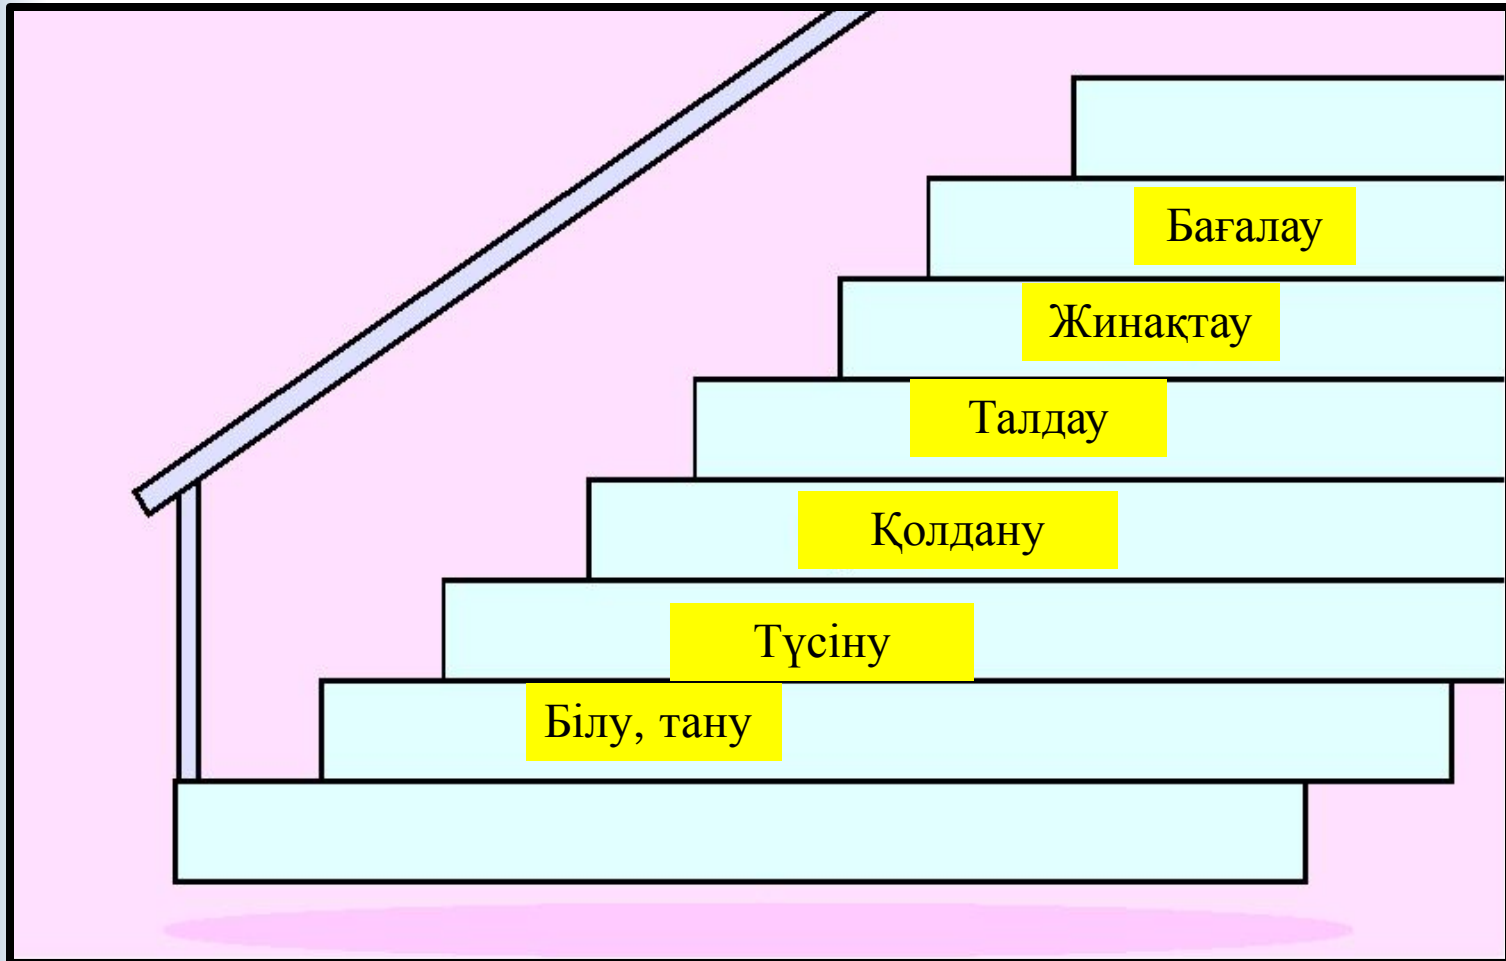 Бағалау
Жинақтау
Талдау
Қолдану
Түсіну
Білу, тану